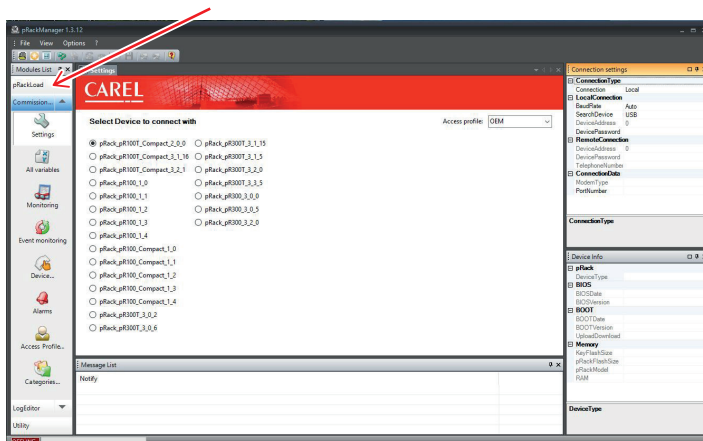 pRackManager 1.3.12
File View Options ?
Modules List
pRackLoad
Commission...
Settings
All variables
Monitoring
Event monitoring
Device...
Alarms
Access Profile...
Categories...
LogEditor
Utility
Settings
CAREL
Select Device to connect with
Access profile: OEM
pRack_pR100T_Compact_2_0_0
pRack_pR100T_Compact_3_1_16
pRack_pR100T_Compact_3_2_1
pRack_pR100_1_0
pRack_pR100_1_1
pRack_pR100_1_2
pRack_pR100_1_3
pRack_pR100_1_4
pRack_pR100_Compact_1_0
pRack_pR100_Compact_1_1
pRack_pR100_Compact_1_2
pRack_pR100_Compact_1_3
pRack_pR100_Compact_1_4
pRack_pR300T_3_0_2
pRack_pR300T_3_0_6
pRack_pR300T_3_1_15
pRack_pR300T_3_1_5
pRack_pR300T_3_2_0
pRack_pR300T_3_3_5
pRack_pR300_3_0_0
pRack_pR300_3_0_5
pRack_pR300_3_2_0
Message List
Notify
Connection settings
ConnectionType
Connection Local
LocalConnection
BaudRate Auto
SearchDevice USB
DeviceAddress 0
DevicePassword
RemoteConnection
DeviceAddress 0
DevicePassword
TelephoneNumber
ConnectionData
ModemType
PortNumber
ConnectionType
Device Info
pRack
DeviceType
BIOS
BIOSDate
BIOSVersion
BOOT
BOOTDate
BOOTVersion
UploadDownload
Memory
KeyFlashSize
pRackFlashSize
pRackModel
RAM
DeviceType